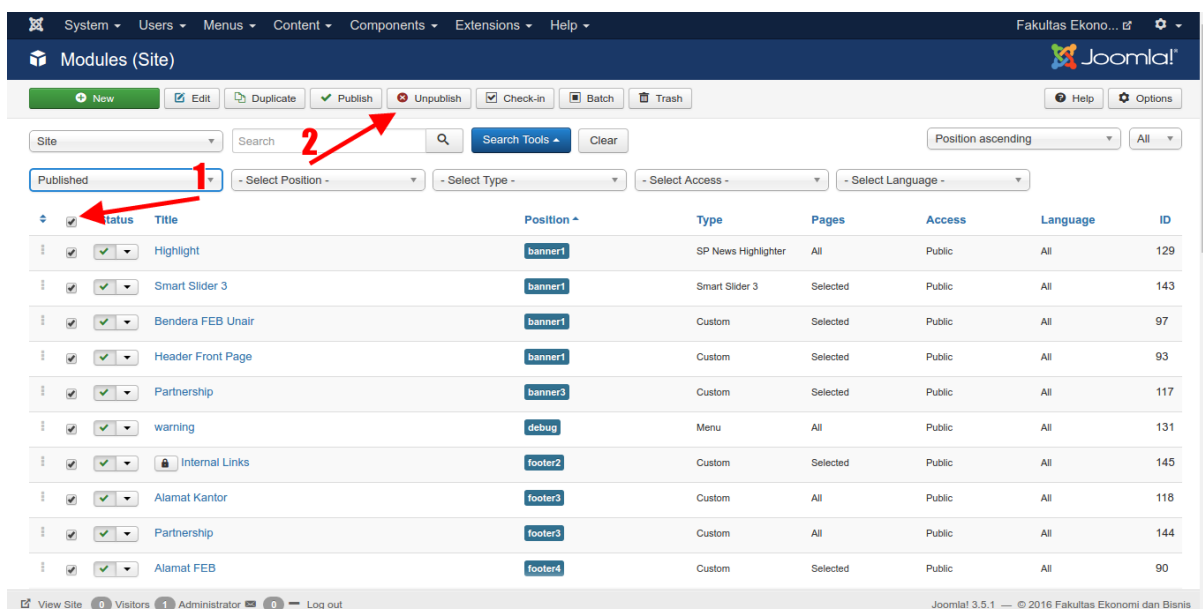 System Users Menus Content Components Extensions Help Fakultas Ekono...
Modules (Site) Joomla!
New Edit Duplicate Publish Unpublish Check-in Batch Trash Help Options
Site Search 2 Search Tools Clear Position ascending All
Published 1 - Select Position - - Select Type - - Select Access - - Select Language -
Status Title Position Type Pages Access Language ID
Highlight banner1 SP News Highlighter All Public All 129
Smart Slider 3 banner1 Smart Slider 3 Selected Public All 143
Bendera FEB Unair banner1 Custom Selected Public All 97
Header Front Page banner1 Custom Selected Public All 93
Partnership banner3 Custom Selected Public All 117
warning debug Menu All Public All 131
Internal Links footer2 Custom Selected Public All 145
Alamat Kantor footer3 Custom All Public All 118
Partnership footer3 Custom All Public All 144
Alamat FEB footer4 Custom Selected Public All 90
View Site 0 Visitors 1 Administrator 0 Log out Joomla! 3.5.1 — © 2016 Fakultas Ekonomi dan Bisnis